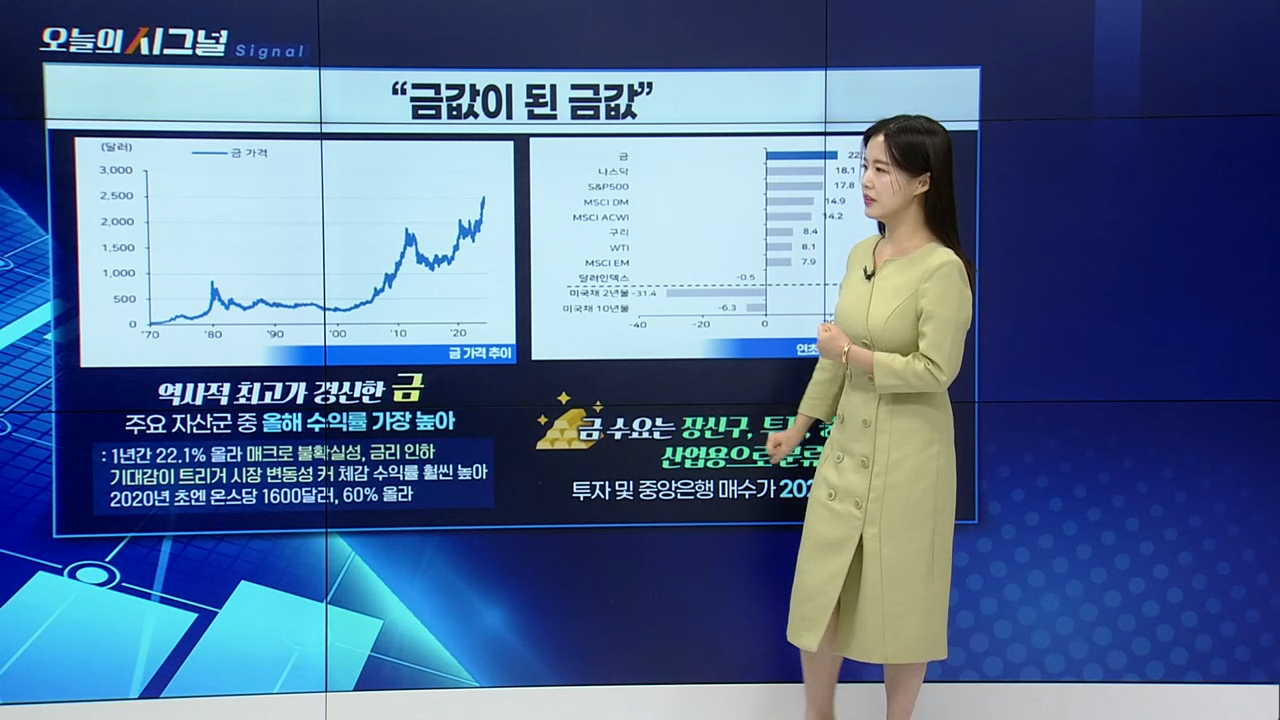 오늘의 시그널 Signal
“금값이 된 금값”
(달러)
금 가격
3,000
2,500
2,000
1,500
1,000
500
0
'70 '80 '90 '00 '10 '20
금 가격 추이
금 22
나스닥 18.1
S&P500 17.8
MSCI DM 14.9
MSCI ACWI 14.2
구리 8.4
WTI 8.1
MSCI EM 7.9
달러인덱스 -0.5
미국채 2년물 -31.4
미국채 10년물 -6.3
-40 -20 0
연초
역사적 최고가 경신한 금
주요 자산군 중 올해 수익률 가장 높아
: 1년간 22.1% 올라 매크로 불확실성, 금리 인하
기대감이 트리거 시장 변동성 커 체감 수익률 훨씬 높아
2020년 초엔 온스당 1600달러, 60% 올라
금 수요는 장신구, 투자,
산업용으로 분류
투자 및 중앙은행 매수가 202